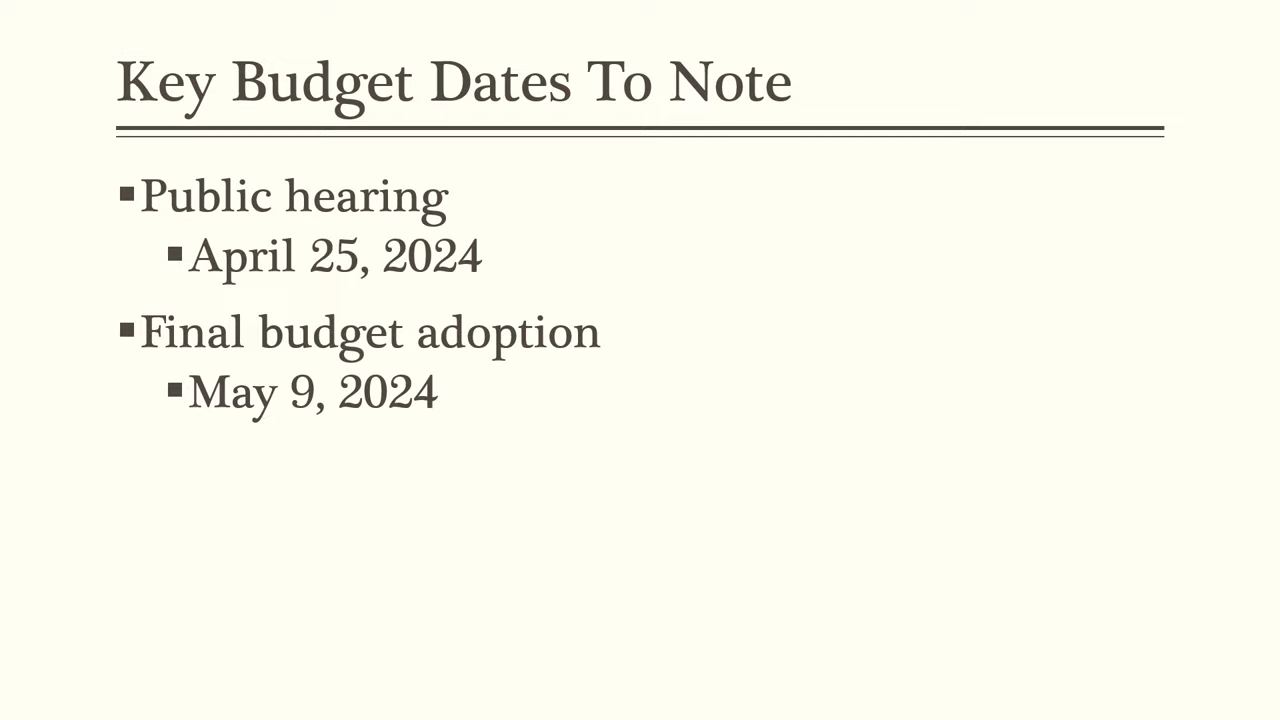 Key Budget Dates To Note
▪Public hearing
▪April 25, 2024
▪Final budget adoption
▪May 9, 2024